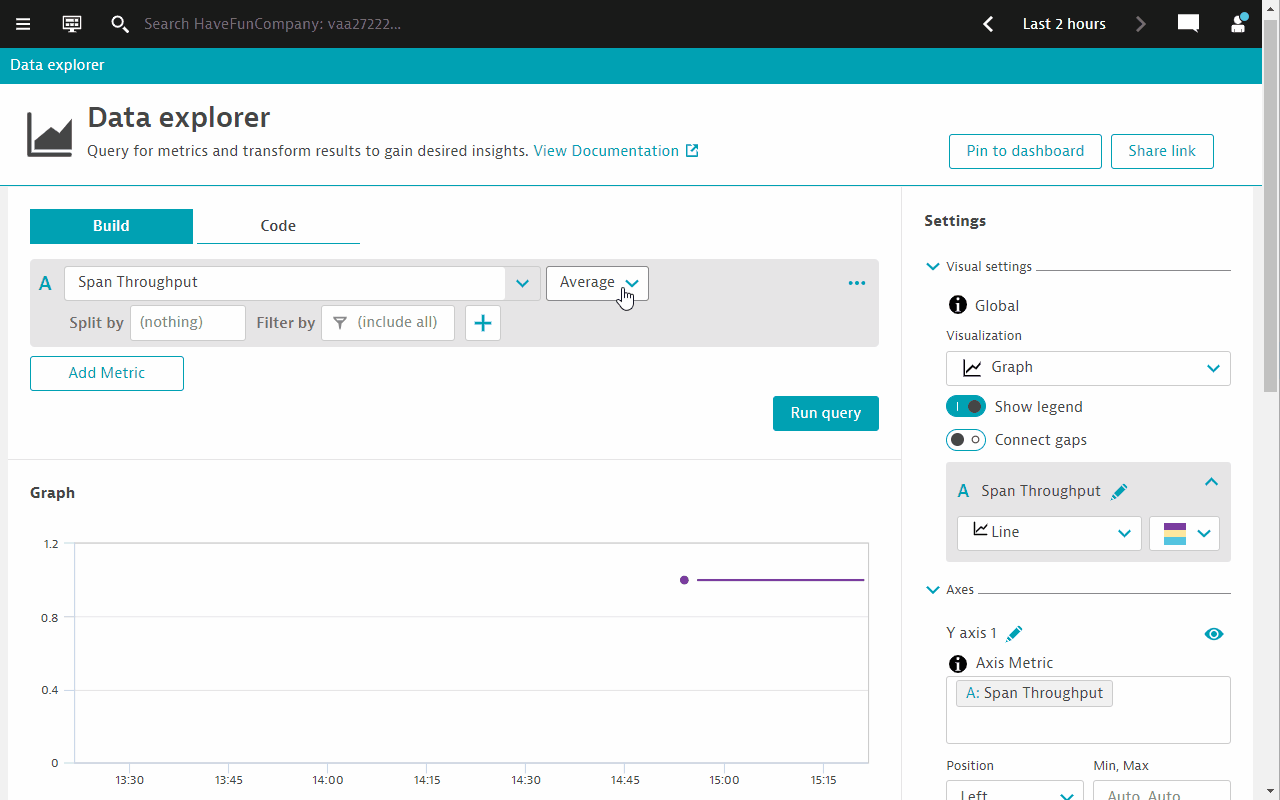 Search HaveFunCompany: vaa27222...
Last 2 hours
Data explorer
Data explorer
Query for metrics and transform results to gain desired insights. View Documentation
Pin to dashboard
Share link
Build
Code
A
Span Throughput
Average
Split by
(nothing)
Filter by
(include all)
Add Metric
Run query
Graph
1.2
0.8
0.4
0
13:30
13:45
14:00
14:15
14:30
14:45
15:00
15:15
Settings
Visual settings
Global
Visualization
Graph
Show legend
Connect gaps
A Span Throughput
Line
Axes
Y axis 1
Axis Metric
A: Span Throughput
Position
Min, Max
Left
Auto, Auto